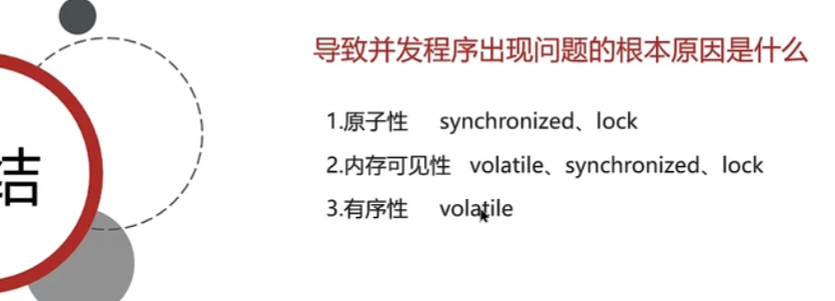 导致并发程序出现问题的根本原因是什么
1.原子性 synchronized、lock
2.内存可见性 volatile、synchronized、lock
结
3.有序性 volatile